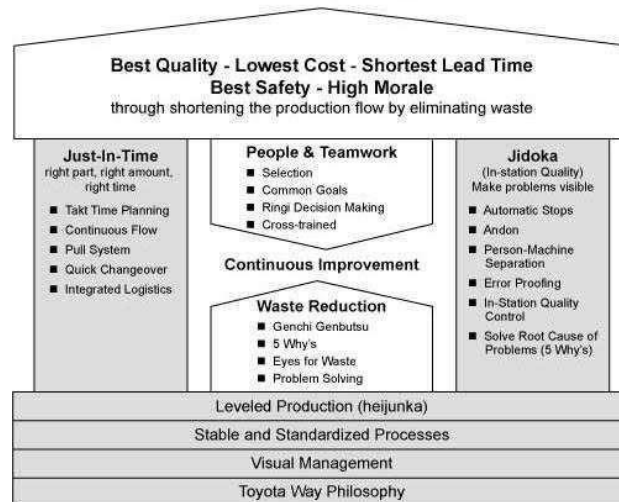 Best Quality - Lowest Cost - Shortest Lead Time
Best Safety - High Morale
through shortening the production flow by eliminating waste
Just-In-Time
right part, right amount,
right time
■ Takt Time Planning
■ Continuous Flow
■ Pull System
■ Quick Changeover
■ Integrated Logistics
People & Teamwork
■ Selection
■ Common Goals
■ Ringi Decision Making
■ Cross-trained
Continuous Improvement
Waste Reduction
■ Genchi Genbutsu
■ 5 Why's
■ Eyes for Waste
■ Problem Solving
Jidoka
(In-station Quality)
Make problems visible
■ Automatic Stops
■ Andon
■ Person-Machine
Separation
■ Error Proofing
■ In-Station Quality
Control
■ Solve Root Cause of
Problems (5 Why's)
Leveled Production (heijunka)
Stable and Standardized Processes
Visual Management
Toyota Way Philosophy